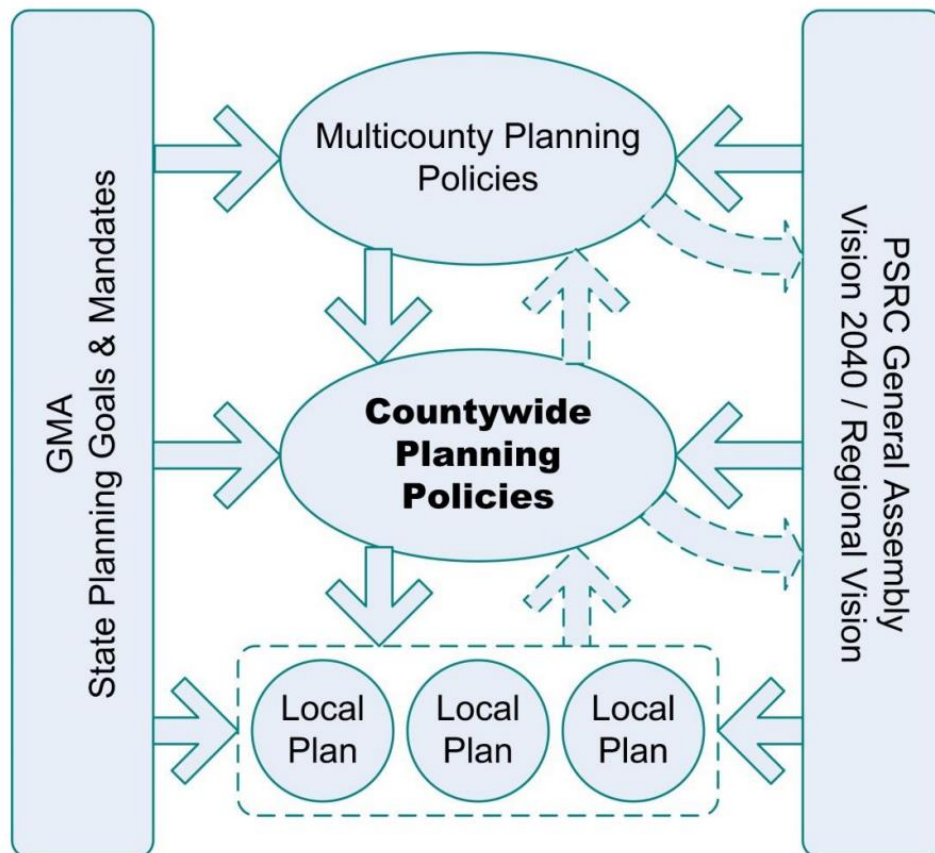 GMA
State Planning Goals & Mandates
Multicounty Planning
Policies
Countywide
Planning
Policies
Local
Plan
Local
Plan
Local
Plan
PSRC General Assembly
Vision 2040 / Regional Vision